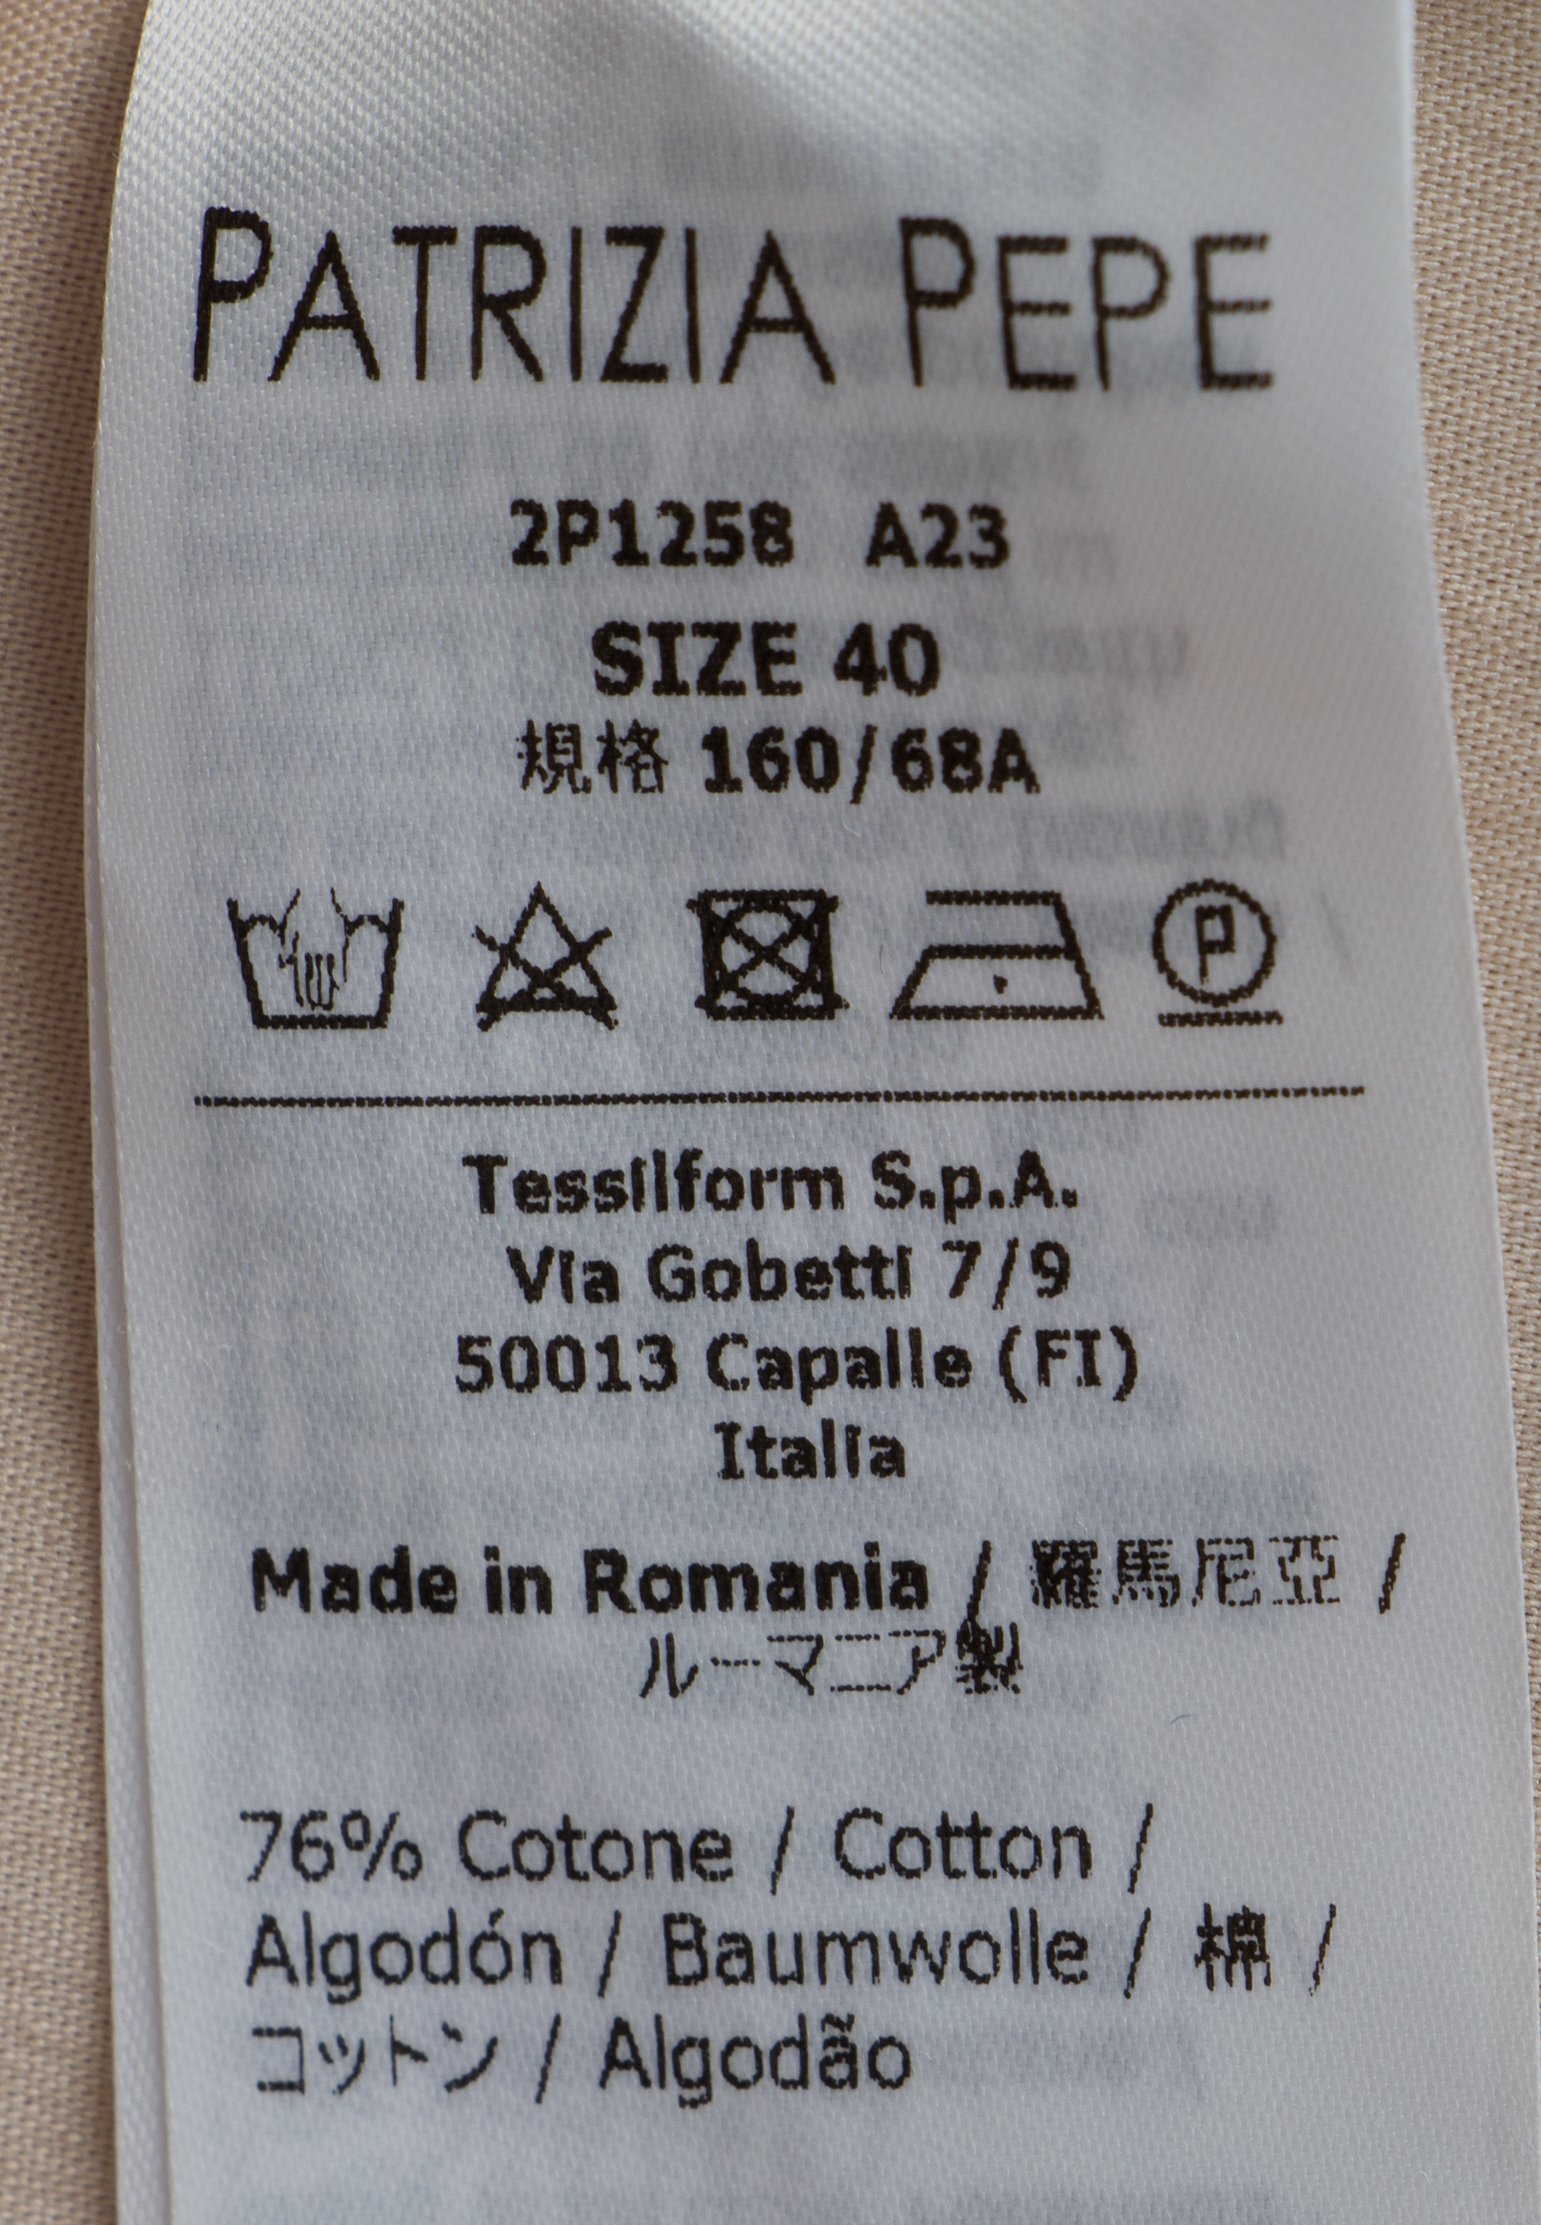 PATRIZIA PEPE
2P1258 A23
SIZE 40
規格 160/68A
P
Tessilform S.p.A.
Via Gobetti 7/9
50013 Capalle (FI)
Italia
Made in Romania / 羅馬尼亞 /
ルーマニア製
76% Cotone / Cotton /
Algodón / Baumwolle / 棉 /
コットン / Algodão